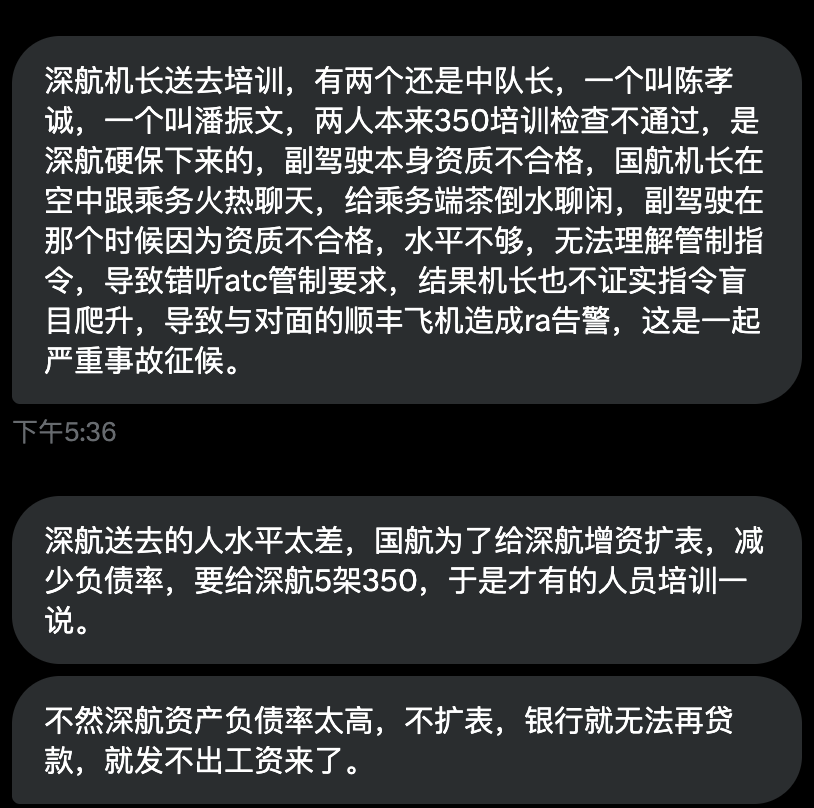 深航机长送去培训，有两个还是中队长，一个叫陈孝
诚，一个叫潘振文，两人本来350培训检查不通过，是
深航硬保下来的，副驾驶本身资质不合格，国航机长在
空中跟乘务火热聊天，给乘务端茶倒水聊闲，副驾驶在
那个时候因为资质不合格，水平不够，无法理解管制指
令，导致错听atc管制要求，结果机长也不证实指令盲
目爬升，导致与对面的顺丰飞机造成ra告警，这是一起
严重事故征候。
下午5:36
深航送去的人水平太差，国航为了给深航增资扩表，减
少负债率，要给深航5架350，于是才有的人员培训一
说。
不然深航资产负债率太高，不扩表，银行就无法再贷
款，就发不出工资来了。